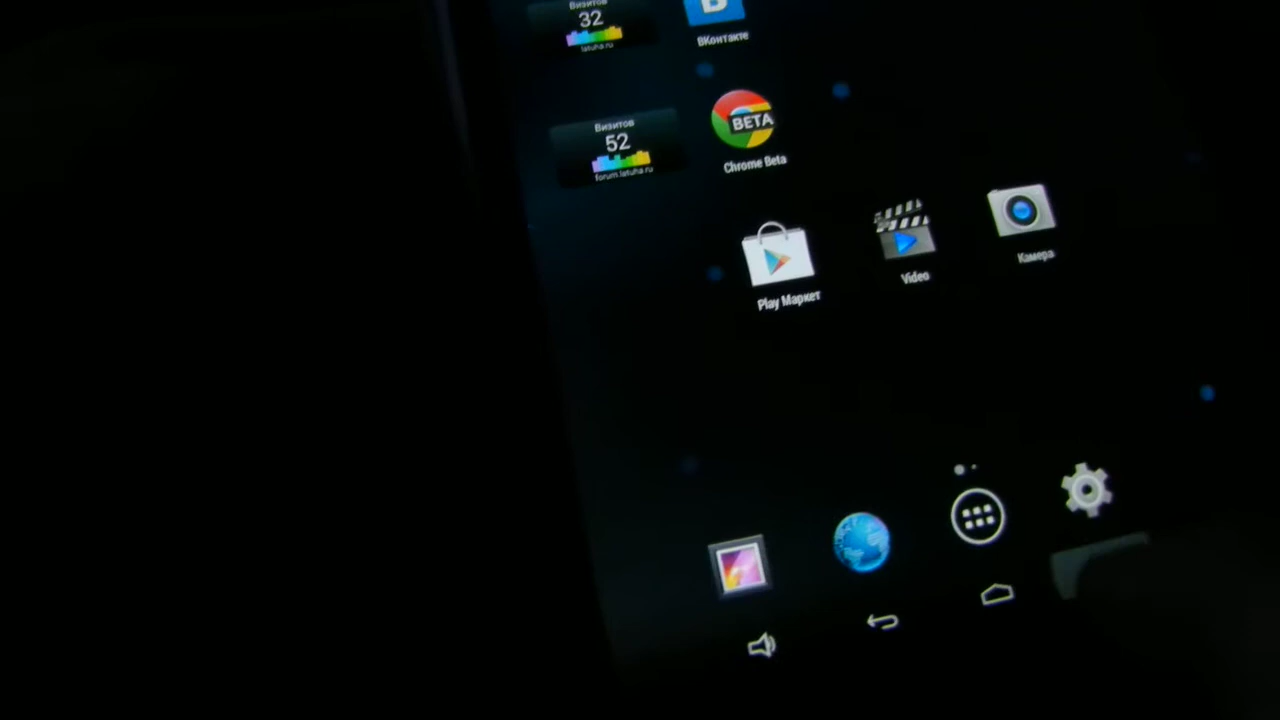 Визитов
32
latuha.ru
B
ВКонтакте
Визитов
52
forum.latuha.ru
BETA
Chrome Beta
Play Маркет
Video
Камера